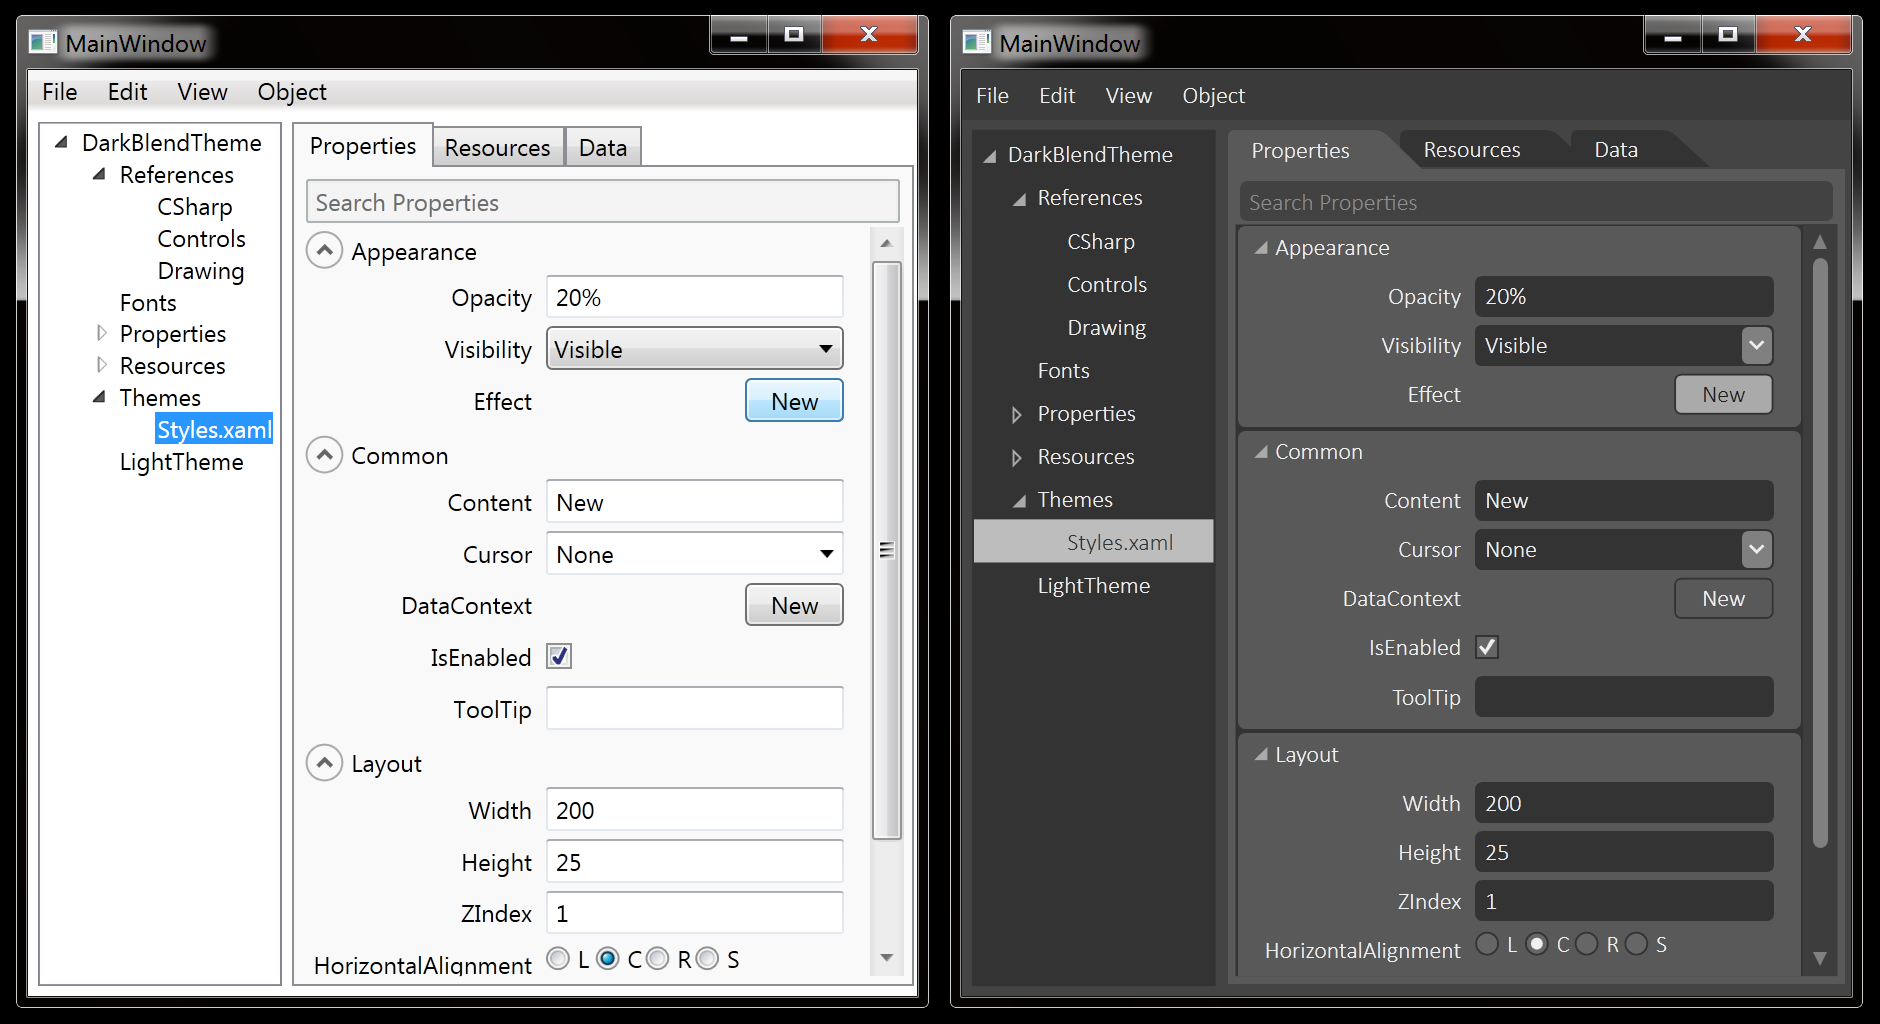 MainWindow
File Edit View Object
DarkBlendTheme
References
CSharp
Controls
Drawing
Fonts
Properties
Resources
Themes
Styles.xaml
LightTheme
Properties Resources Data
Search Properties
Appearance
Opacity 20%
Visibility Visible
Effect New
Common
Content New
Cursor None
DataContext New
IsEnabled
ToolTip
Layout
Width 200
Height 25
ZIndex 1
HorizontalAlignment L C R S
MainWindow
File Edit View Object
DarkBlendTheme
References
CSharp
Controls
Drawing
Fonts
Properties
Resources
Themes
Styles.xaml
LightTheme
Properties Resources Data
Search Properties
Appearance
Opacity 20%
Visibility Visible
Effect New
Common
Content New
Cursor None
DataContext New
IsEnabled
ToolTip
Layout
Width 200
Height 25
ZIndex 1
HorizontalAlignment L C R S